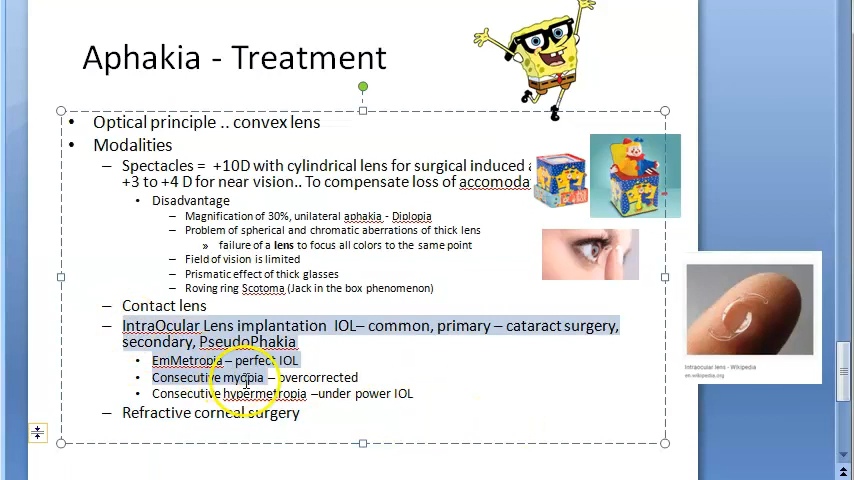 Aphakia - Treatment
• Optical principle .. convex lens
• Modalities
– Spectacles = +10D with cylindrical lens for surgical induced
+3 to +4 D for near vision.. To compensate loss of accomoda
• Disadvantage
– Magnification of 30%, unilateral aphakia - Diplopia
– Problem of spherical and chromatic aberrations of thick lens
» failure of a lens to focus all colors to the same point
– Field of vision is limited
– Prismatic effect of thick glasses
– Roving ring Scotoma (Jack in the box phenomenon)
– Contact lens
– IntraOcular Lens implantation IOL– common, primary – cataract surgery,
secondary, PseudoPhakia
• EmMetropia – perfect IOL
• Consecutive myopia – overcorrected
• Consecutive hypermetropia –under power IOL
– Refractive corneal surgery
Intraocular lens - Wikipedia
en.wikipedia.org